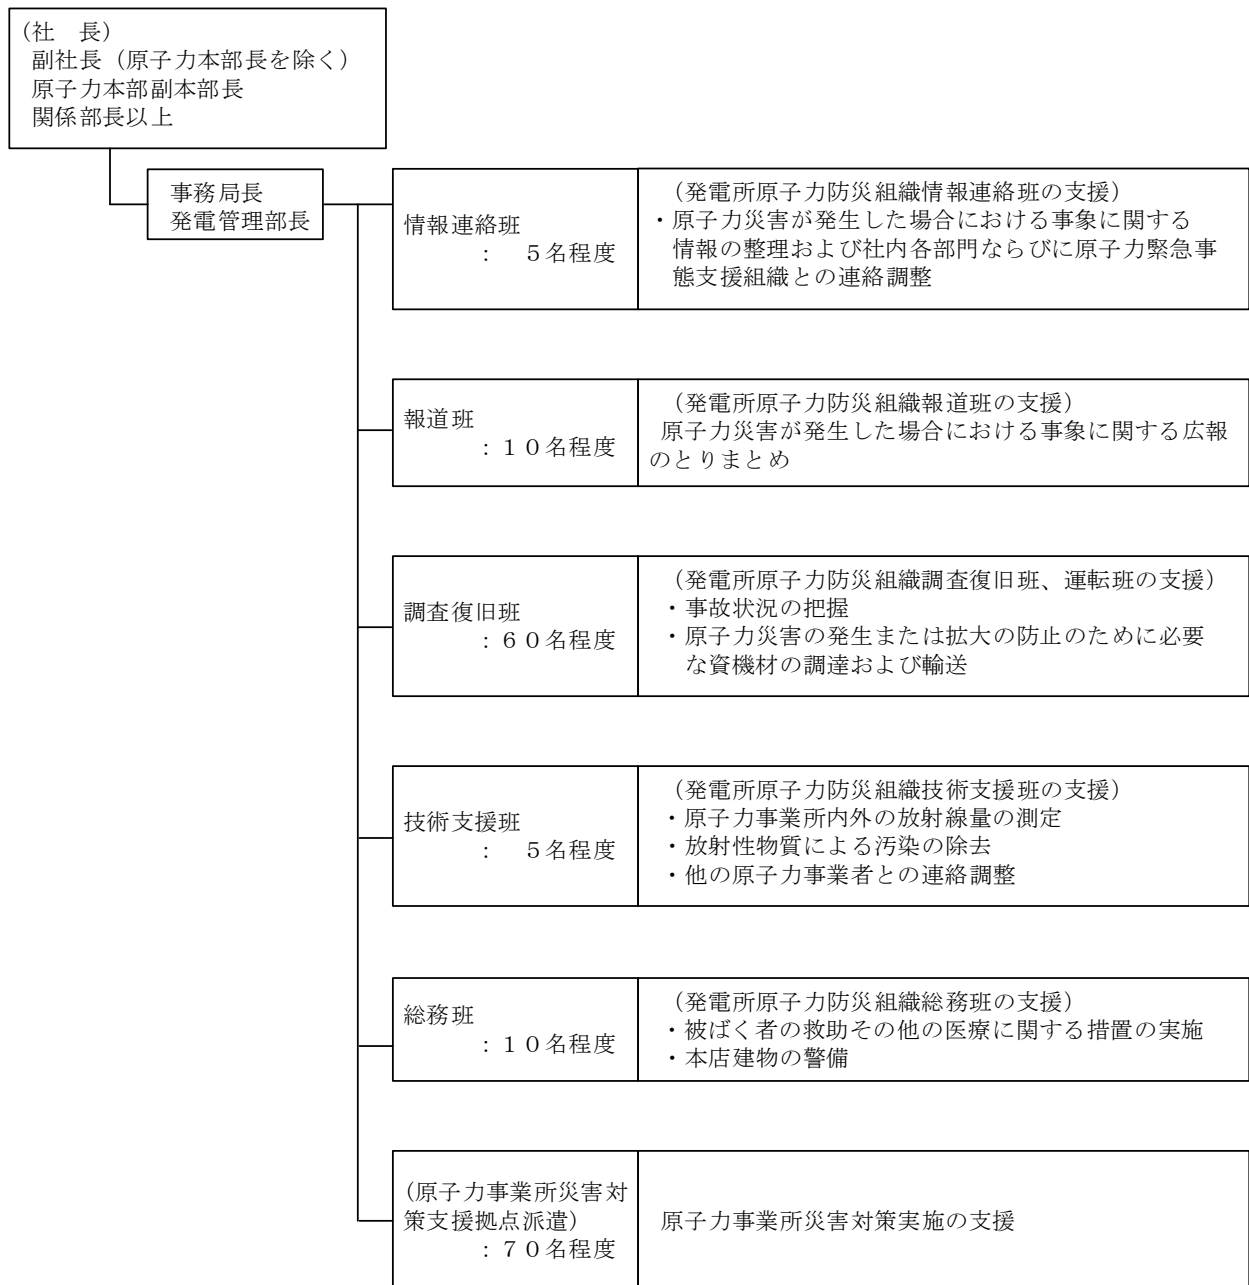 (社　長)
副社長（原子力本部長を除く）
原子力本部副本部長
関係部長以上
事務局長
発電管理部長
情報連絡班
：　５名程度
（発電所原子力防災組織情報連絡班の支援）
・原子力災害が発生した場合における事象に関する
情報の整理および社内各部門ならびに原子力緊急事
態支援組織との連絡調整
報道班
：１０名程度
（発電所原子力防災組織報道班の支援）
原子力災害が発生した場合における事象に関する広報
のとりまとめ
調査復旧班
：６０名程度
（発電所原子力防災組織調査復旧班、運転班の支援）
・事故状況の把握
・原子力災害の発生または拡大の防止のために必要
な資機材の調達および輸送
技術支援班
：　５名程度
（発電所原子力防災組織技術支援班の支援）
・原子力事業所内外の放射線量の測定
・放射性物質による汚染の除去
・他の原子力事業者との連絡調整
総務班
：１０名程度
（発電所原子力防災組織総務班の支援）
・被ばく者の救助その他の医療に関する措置の実施
・本店建物の警備
(原子力事業所災害対
策支援拠点派遣)
：７０名程度
原子力事業所災害対策実施の支援